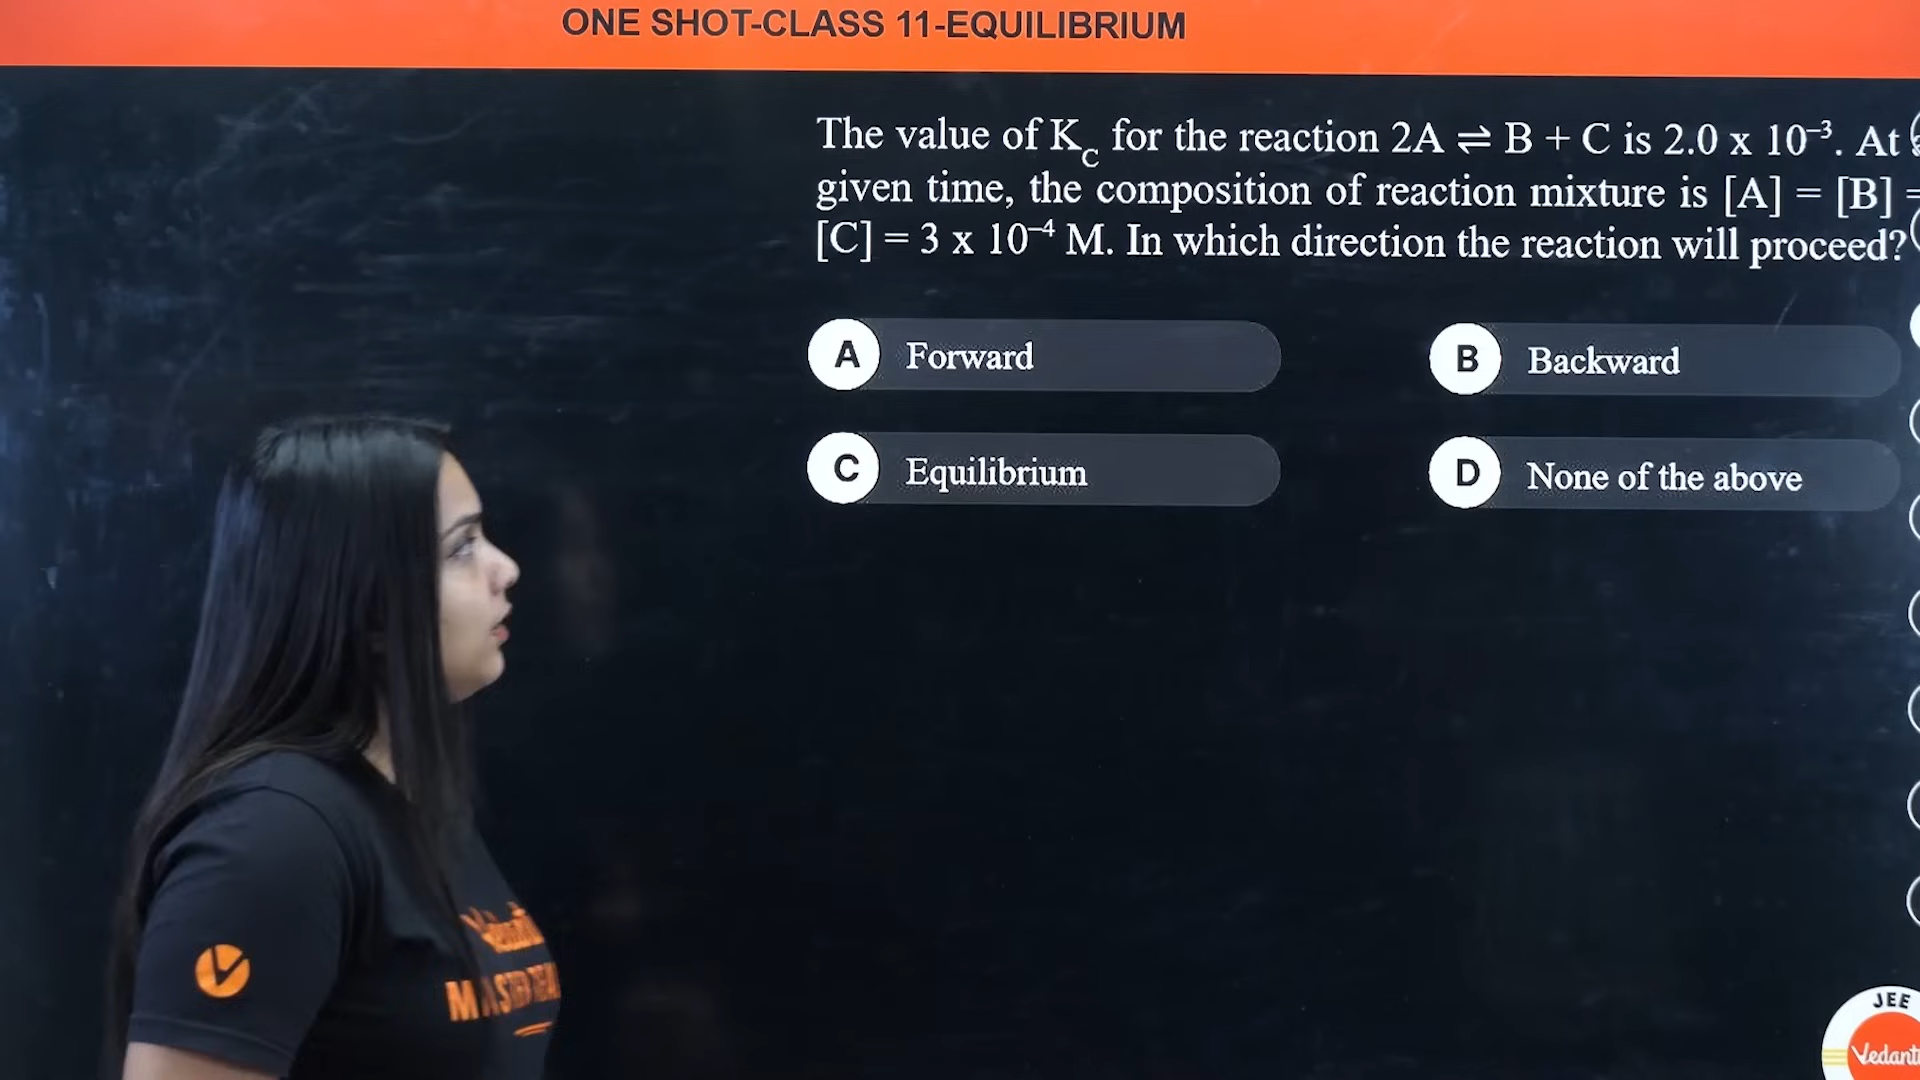 ONE SHOT-CLASS 11-EQUILIBRIUM
The value of K_C for the reaction 2A ⇌ B + C is 2.0 x 10⁻³. At
given time, the composition of reaction mixture is [A] = [B] =
[C] = 3 x 10⁻⁴ M. In which direction the reaction will proceed?
A Forward
B Backward
C Equilibrium
D None of the above
JEE